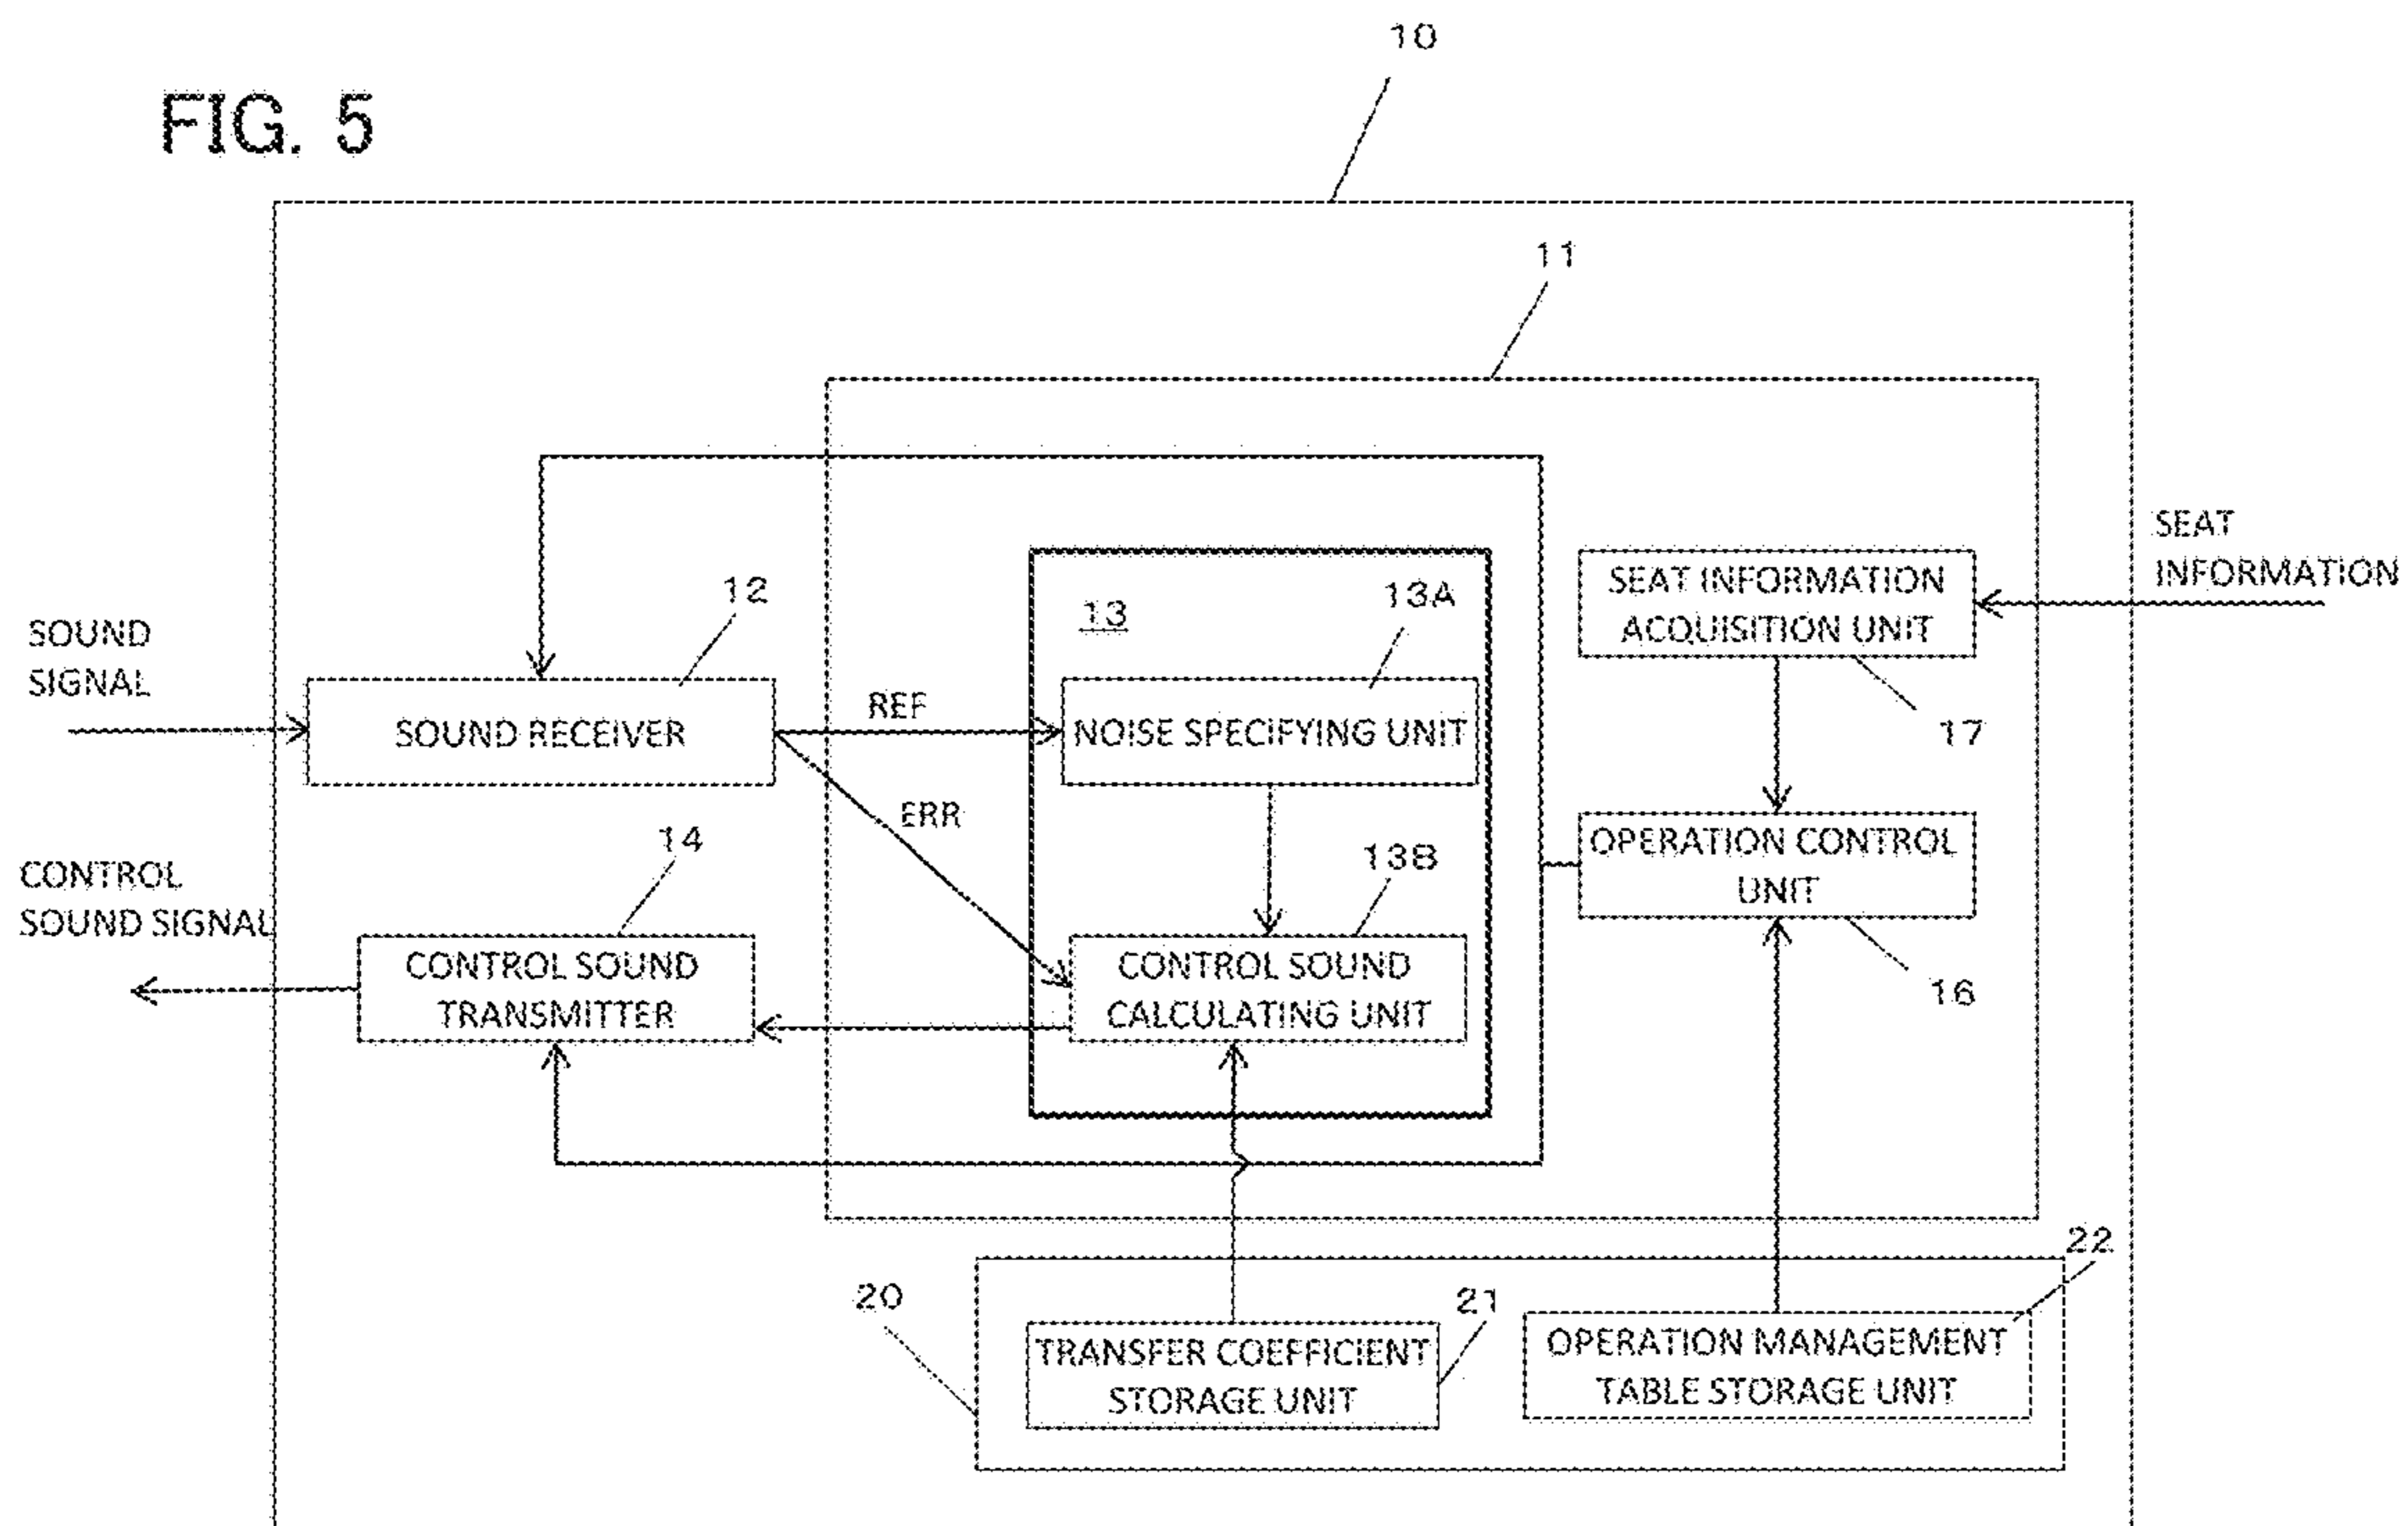 10
FIG. 5
11
SEAT
INFORMATION
SEAT INFORMATION
ACQUISITION UNIT
17
SOUND
SIGNAL
12
SOUND RECEIVER
REF
ERR
13
13A
NOISE SPECIFYING UNIT
OPERATION CONTROL
UNIT
16
13B
CONTROL SOUND
CALCULATING UNIT
14
CONTROL
SOUND SIGNAL
CONTROL SOUND
TRANSMITTER
20
21
TRANSFER COEFFICIENT
STORAGE UNIT
22
OPERATION MANAGEMENT
TABLE STORAGE UNIT